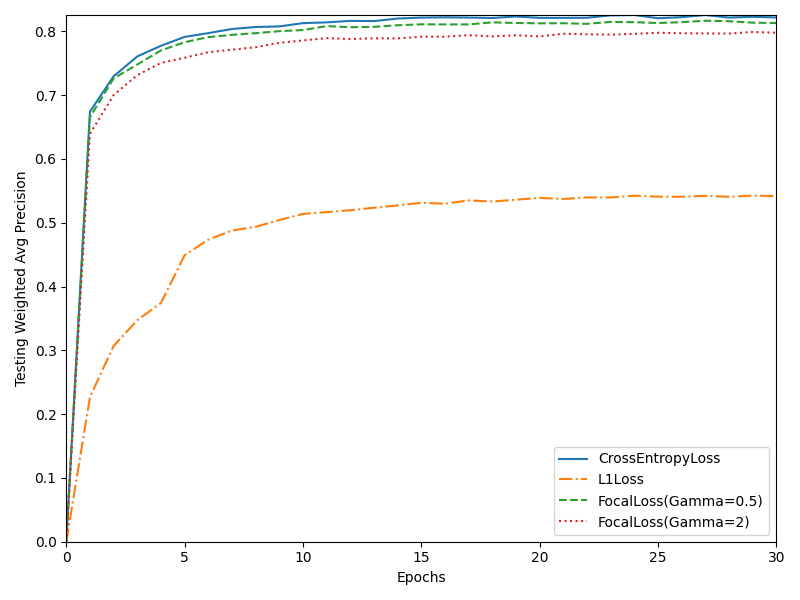 0.8
0.7
0.6
0.5
0.4
0.3
0.2
0.1
0.0
Testing Weighted Avg Precision
0 5 10 15 20 25 30
Epochs
CrossEntropyLoss
L1Loss
FocalLoss(Gamma=0.5)
FocalLoss(Gamma=2)